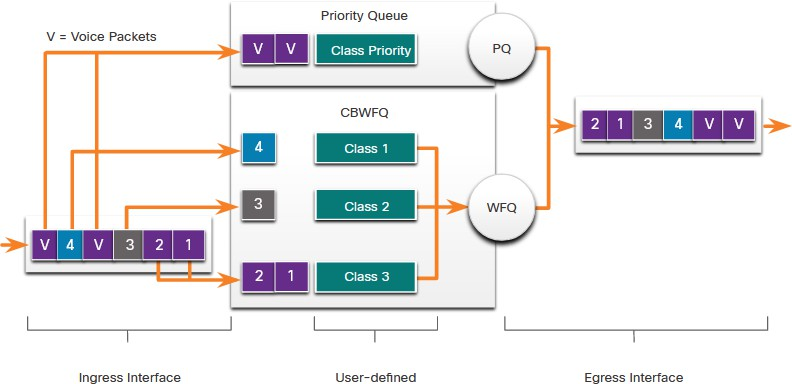 Priority Queue
V = Voice Packets
V V Class Priority
PQ
CBWFQ
2 1 3 4 V V
4 Class 1
3 Class 2
WFQ
V 4 V 3 2 1
2 1 Class 3
Ingress Interface
User-defined
Egress Interface